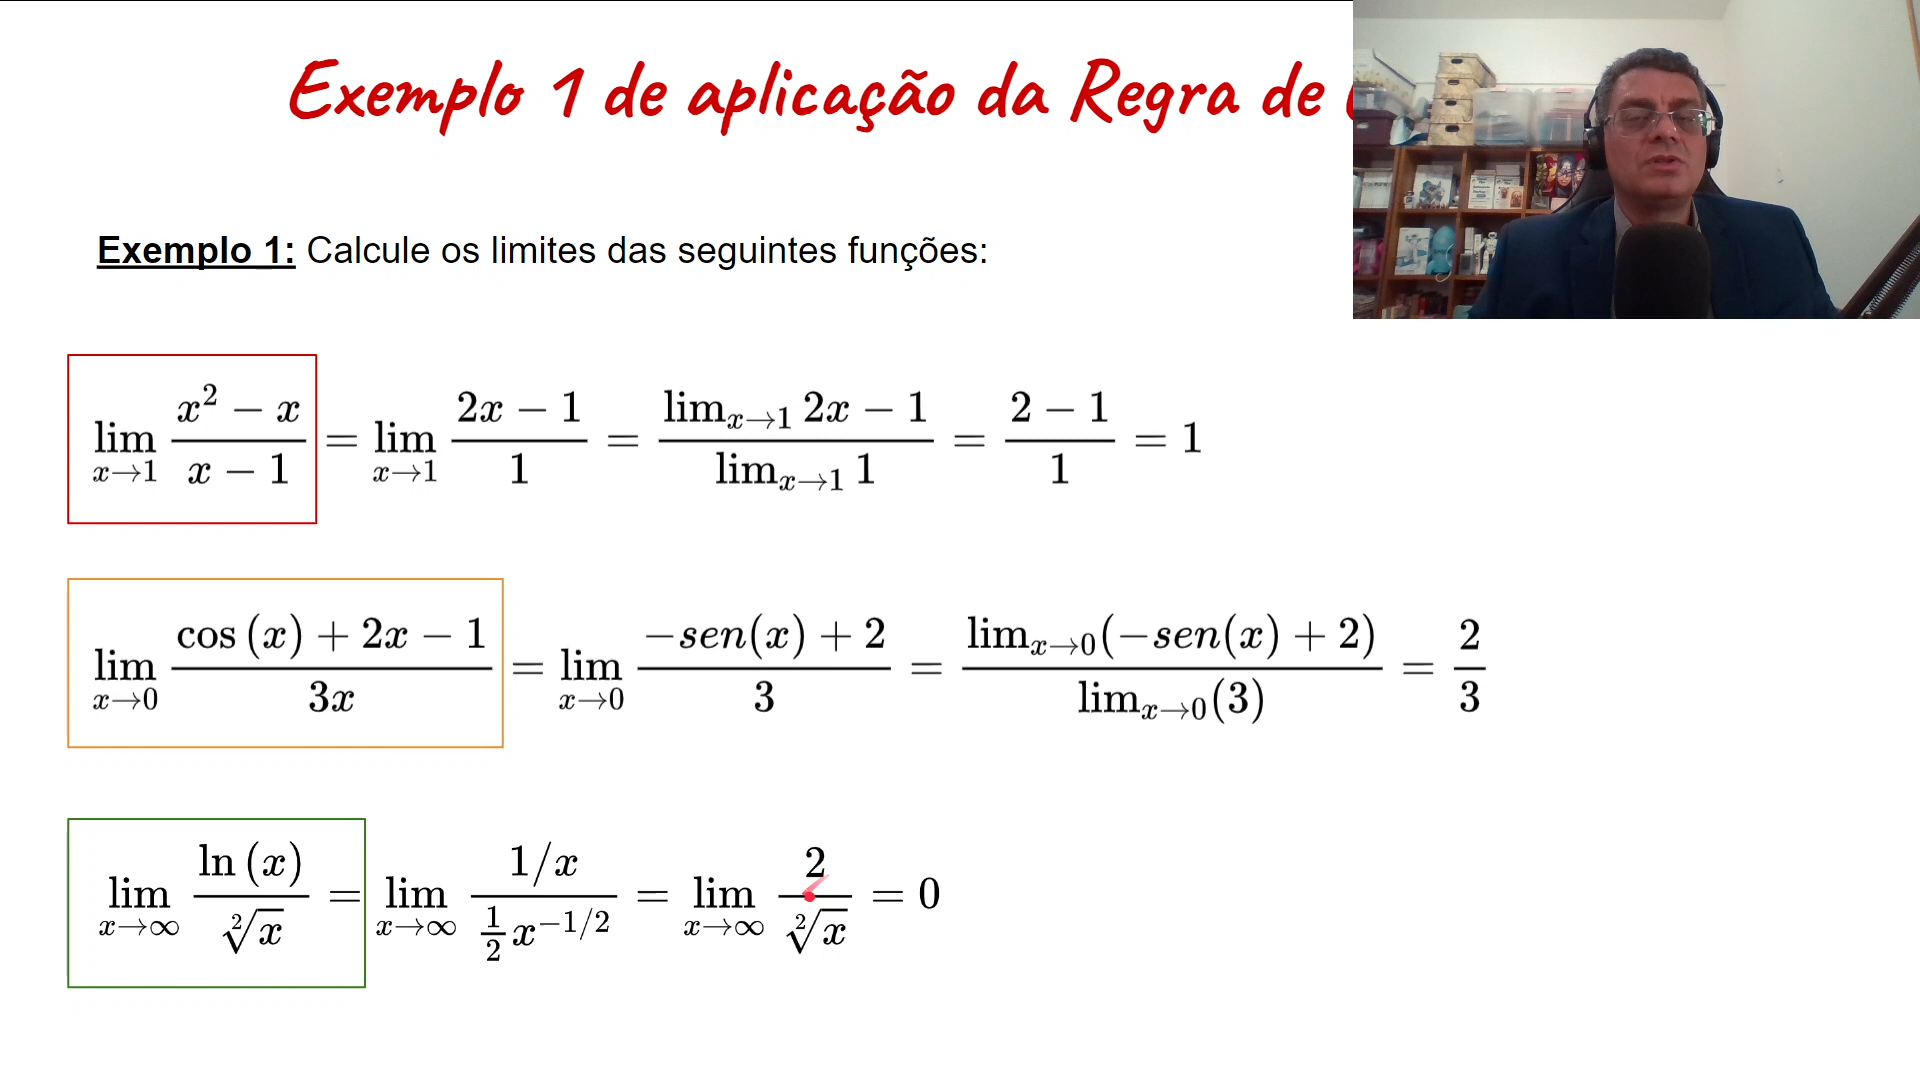 Exemplo 1 de aplicação da Regra de
Exemplo 1: Calcule os limites das seguintes funções:
lim_{x→1} (x² − x)/(x − 1) = lim_{x→1} (2x − 1)/1 = (lim_{x→1} 2x − 1)/(lim_{x→1} 1) = (2 − 1)/1 = 1
lim_{x→0} (cos (x) + 2x − 1)/(3x) = lim_{x→0} (−sen(x) + 2)/3 = (lim_{x→0}(−sen(x) + 2))/(lim_{x→0}(3)) = 2/3
lim_{x→∞} ln (x)/²√x = lim_{x→∞} (1/x)/(½x^{−1/2}) = lim_{x→∞} 2/²√x = 0